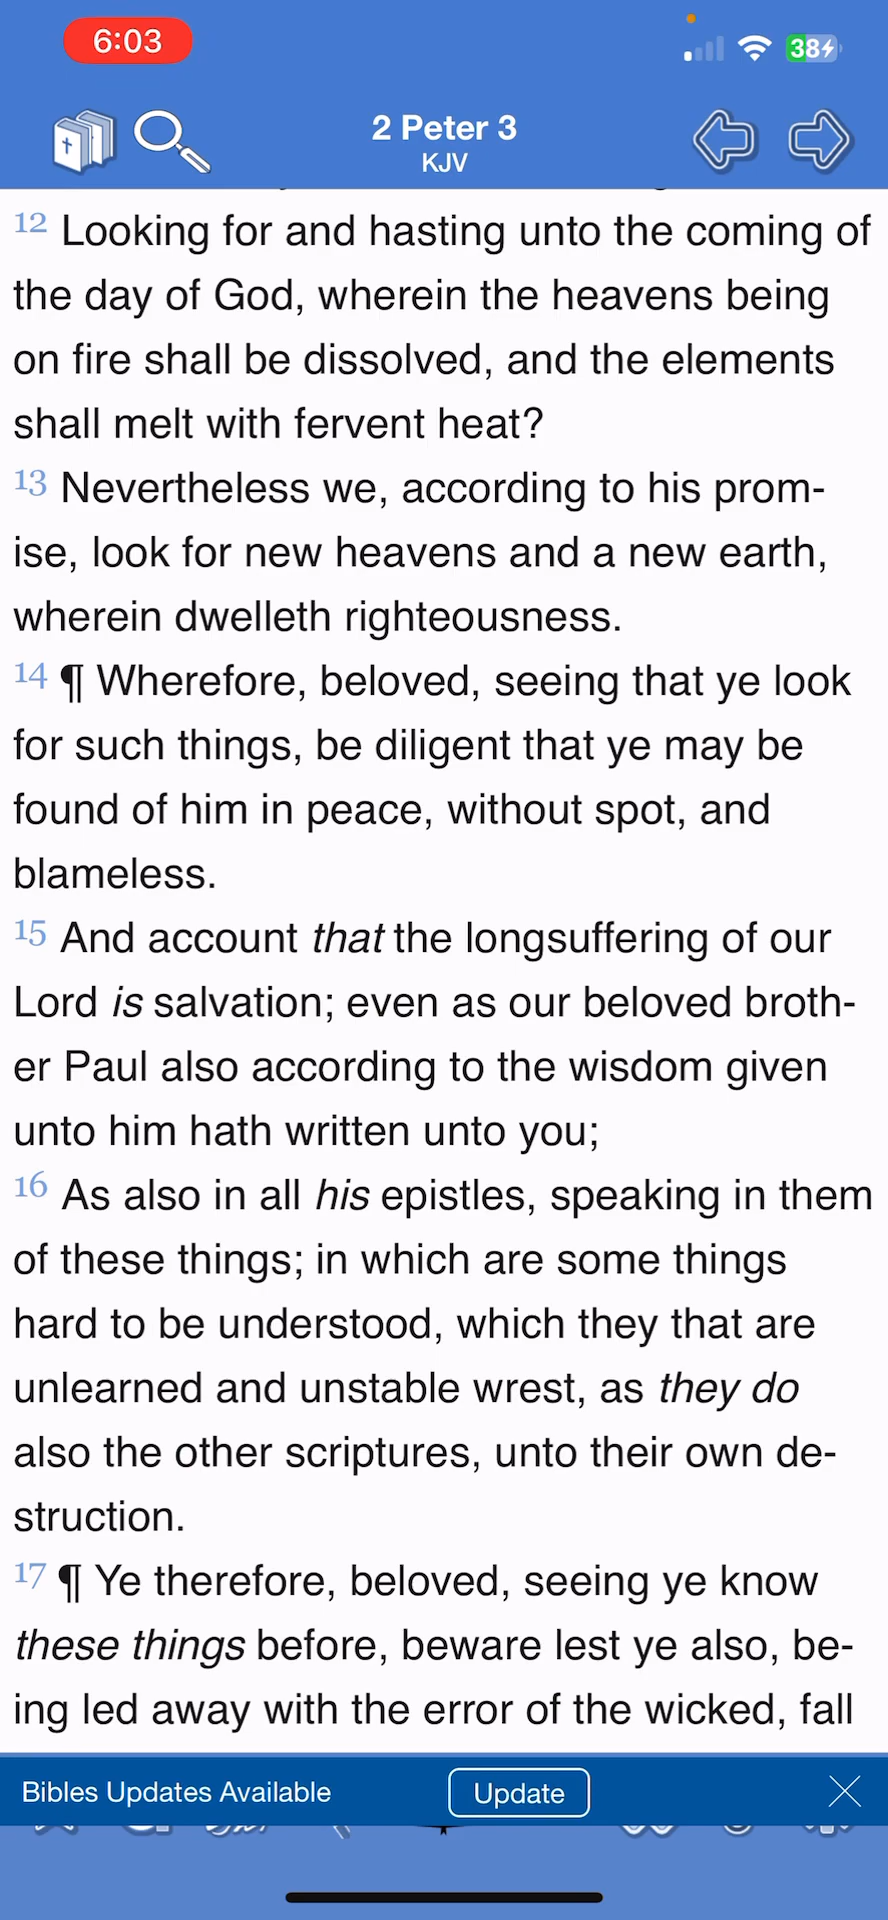 6:03
38
2 Peter 3
KJV
12 Looking for and hasting unto the coming of
the day of God, wherein the heavens being
on fire shall be dissolved, and the elements
shall melt with fervent heat?
13 Nevertheless we, according to his prom-
ise, look for new heavens and a new earth,
wherein dwelleth righteousness.
14 ¶ Wherefore, beloved, seeing that ye look
for such things, be diligent that ye may be
found of him in peace, without spot, and
blameless.
15 And account that the longsuffering of our
Lord is salvation; even as our beloved broth-
er Paul also according to the wisdom given
unto him hath written unto you;
16 As also in all his epistles, speaking in them
of these things; in which are some things
hard to be understood, which they that are
unlearned and unstable wrest, as they do
also the other scriptures, unto their own de-
struction.
17 ¶ Ye therefore, beloved, seeing ye know
these things before, beware lest ye also, be-
ing led away with the error of the wicked, fall
Bibles Updates Available
Update